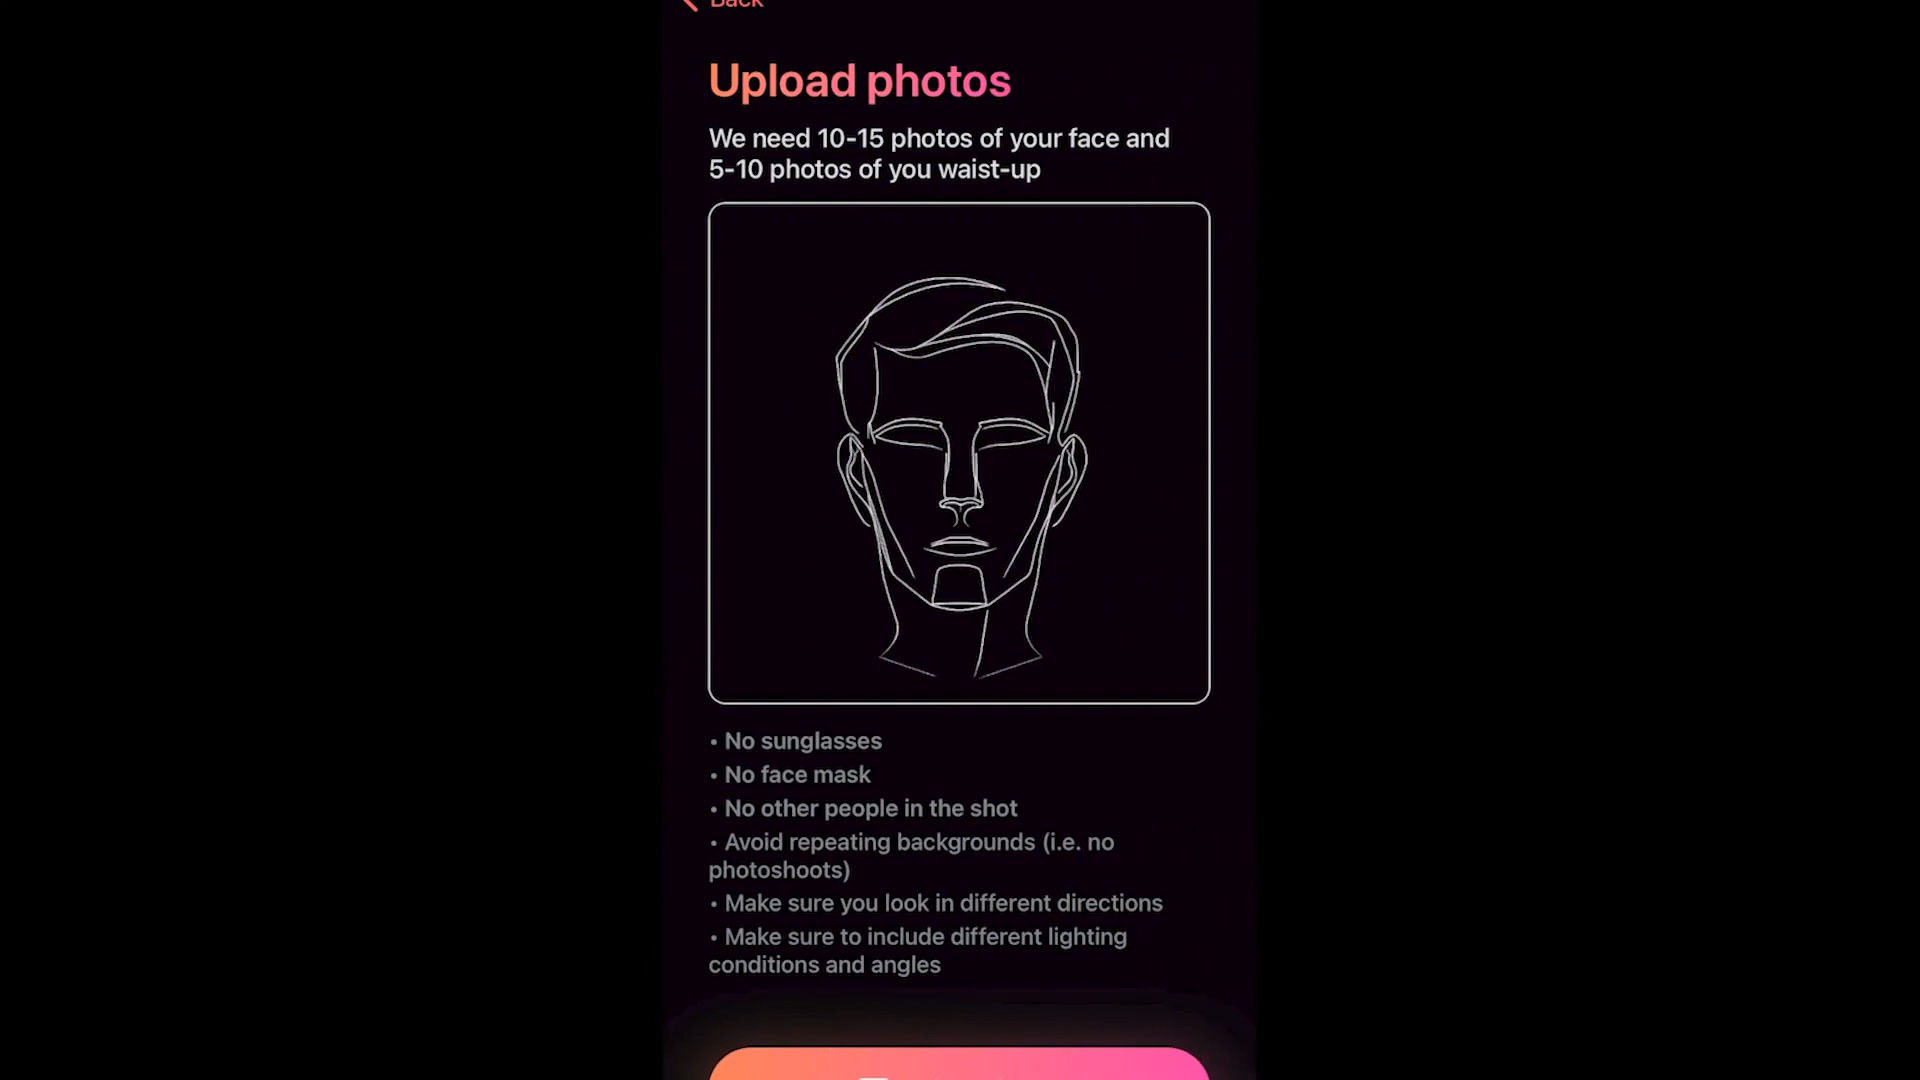 Back
Upload photos
We need 10-15 photos of your face and
5-10 photos of you waist-up
• No sunglasses
• No face mask
• No other people in the shot
• Avoid repeating backgrounds (i.e. no
photoshoots)
• Make sure you look in different directions
• Make sure to include different lighting
conditions and angles